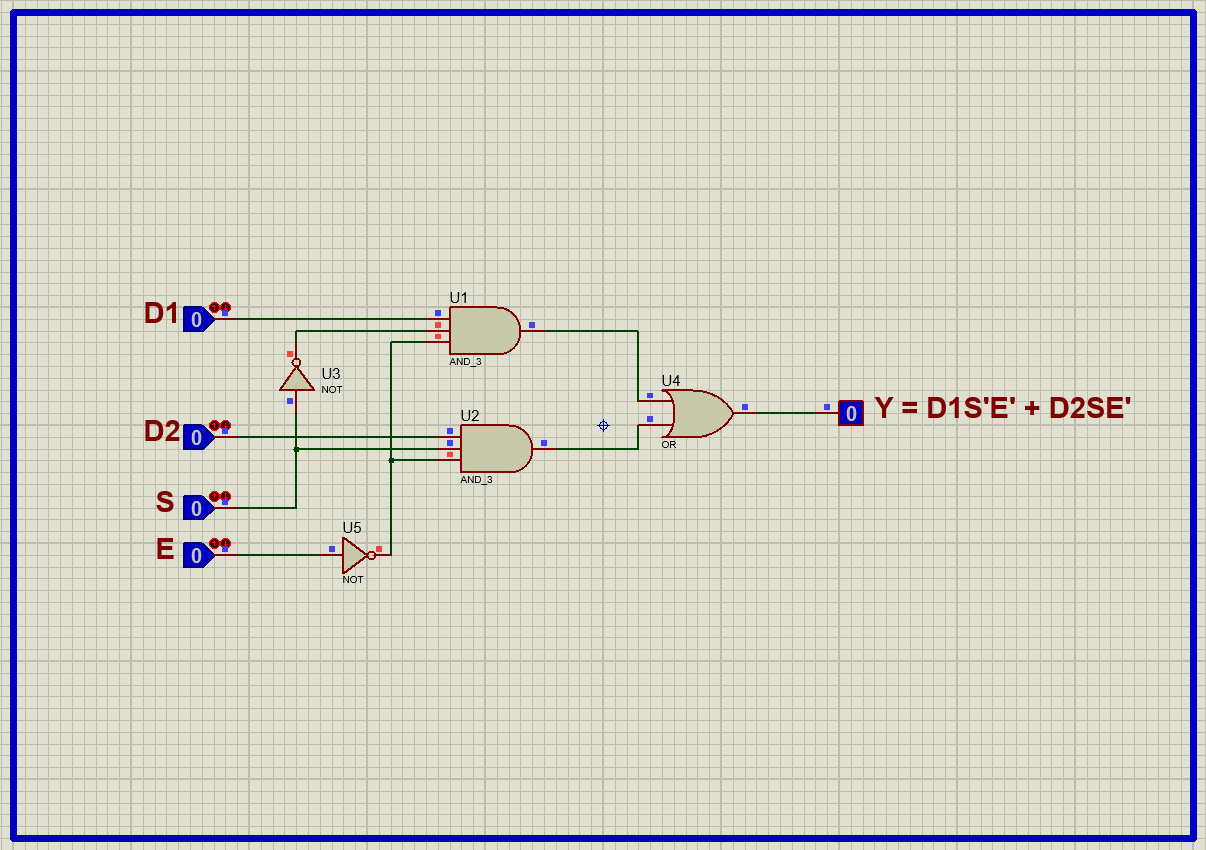 U1
D1 0
AND_3
U3
NOT
U4
Y = D1S'E' + D2SE'
0
U2
D2 0
OR
AND_3
S 0
U5
E 0
NOT